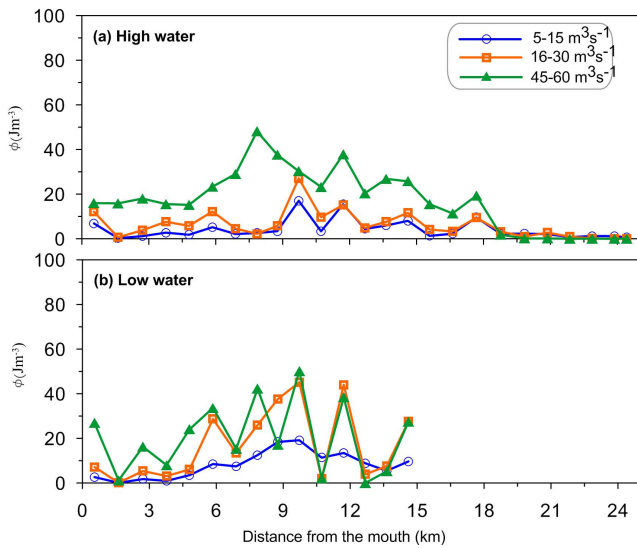 100
(a) High water
5-15 m³s⁻¹
16-30 m³s⁻¹
45-60 m³s⁻¹
80
60
ϕ(Jm⁻³)
40
20
0
100
(b) Low water
80
60
ϕ(Jm⁻³)
40
20
0
0 3 6 9 12 15 18 21 24
Distance from the mouth (km)